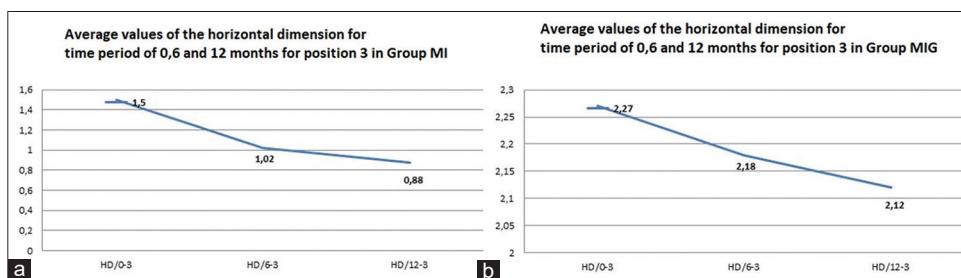 Average values of the horizontal dimension for
time period of 0,6 and 12 months for position 3 in Group MI
1,6
1,4
1,2
1
0,8
0,6
0,4
0,2
0
1,5
1,02
0,88
HD/0-3
HD/6-3
HD/12-3
a
Average values of the horizontal dimension for
time period of 0,6 and 12 months for position 3 in Group MIG
2,3
2,25
2,2
2,15
2,1
2,05
2
2,27
2,18
2,12
HD/0-3
HD/6-3
HD/12-3
b